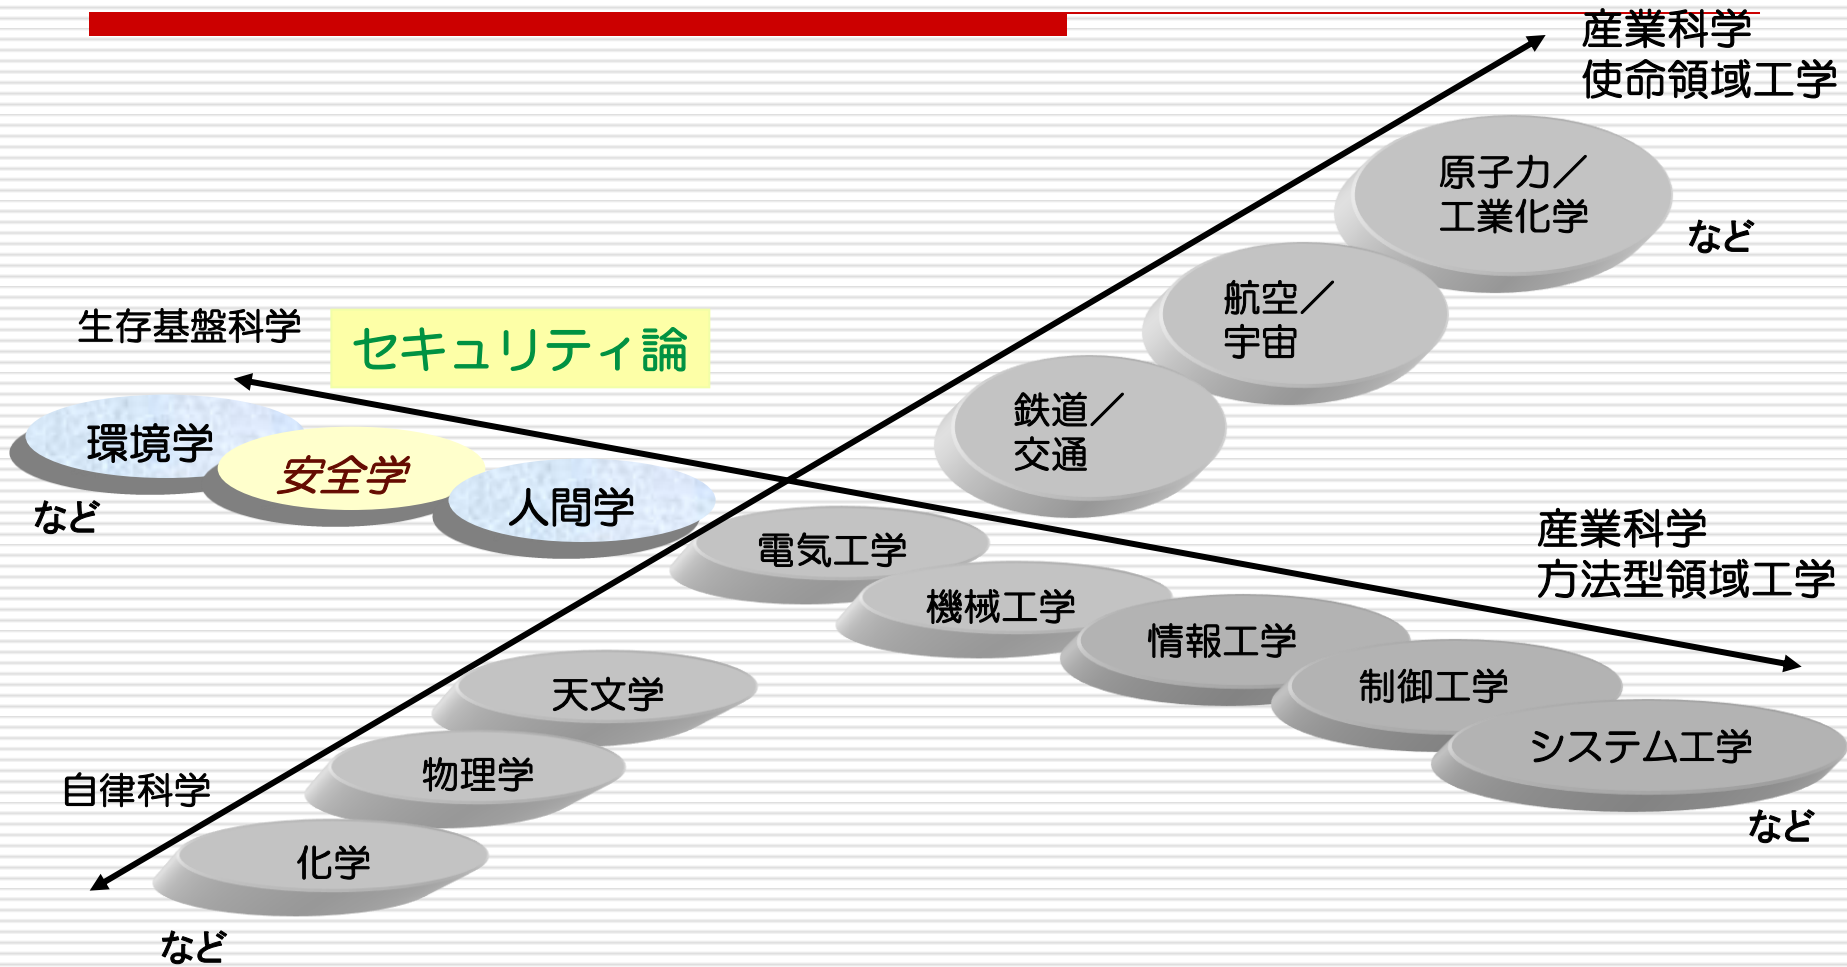 産業科学
使命領域工学
原子力／
工業化学
など
航空／
宇宙
生存基盤科学
セキュリティ論
鉄道／
交通
環境学
安全学
人間学
など
電気工学
産業科学
方法型領域工学
機械工学
情報工学
制御工学
システム工学
など
天文学
物理学
自律科学
化学
など